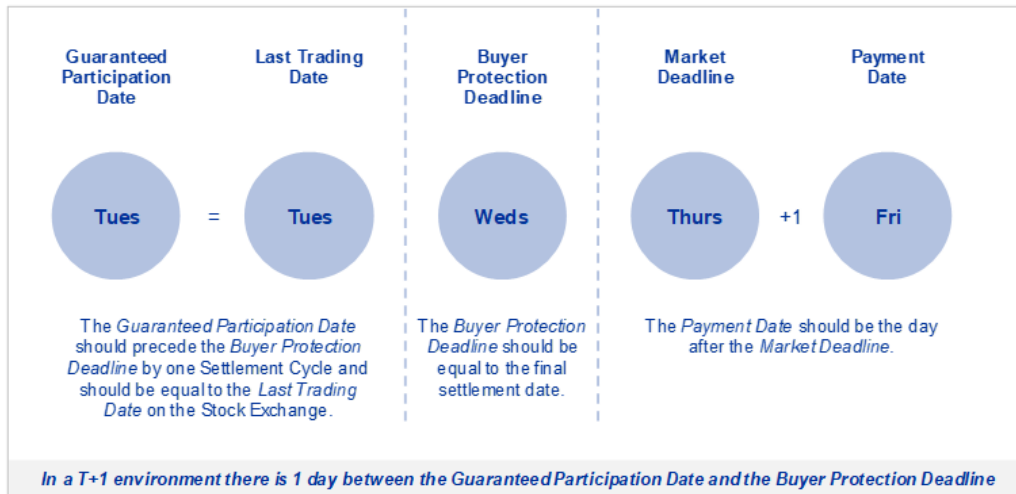 Guaranteed
Participation
Date
Last Trading
Date
Buyer
Protection
Deadline
Market
Deadline
Payment
Date
Tues
=
Tues
Weds
Thurs
+1
Fri
The Guaranteed Participation Date
should precede the Buyer Protection
Deadline by one Settlement Cycle and
should be equal to the Last Trading
Date on the Stock Exchange.
The Buyer Protection
Deadline should be
equal to the final
settlement date.
The Payment Date should be the day
after the Market Deadline.
In a T+1 environment there is 1 day between the Guaranteed Participation Date and the Buyer Protection Deadline